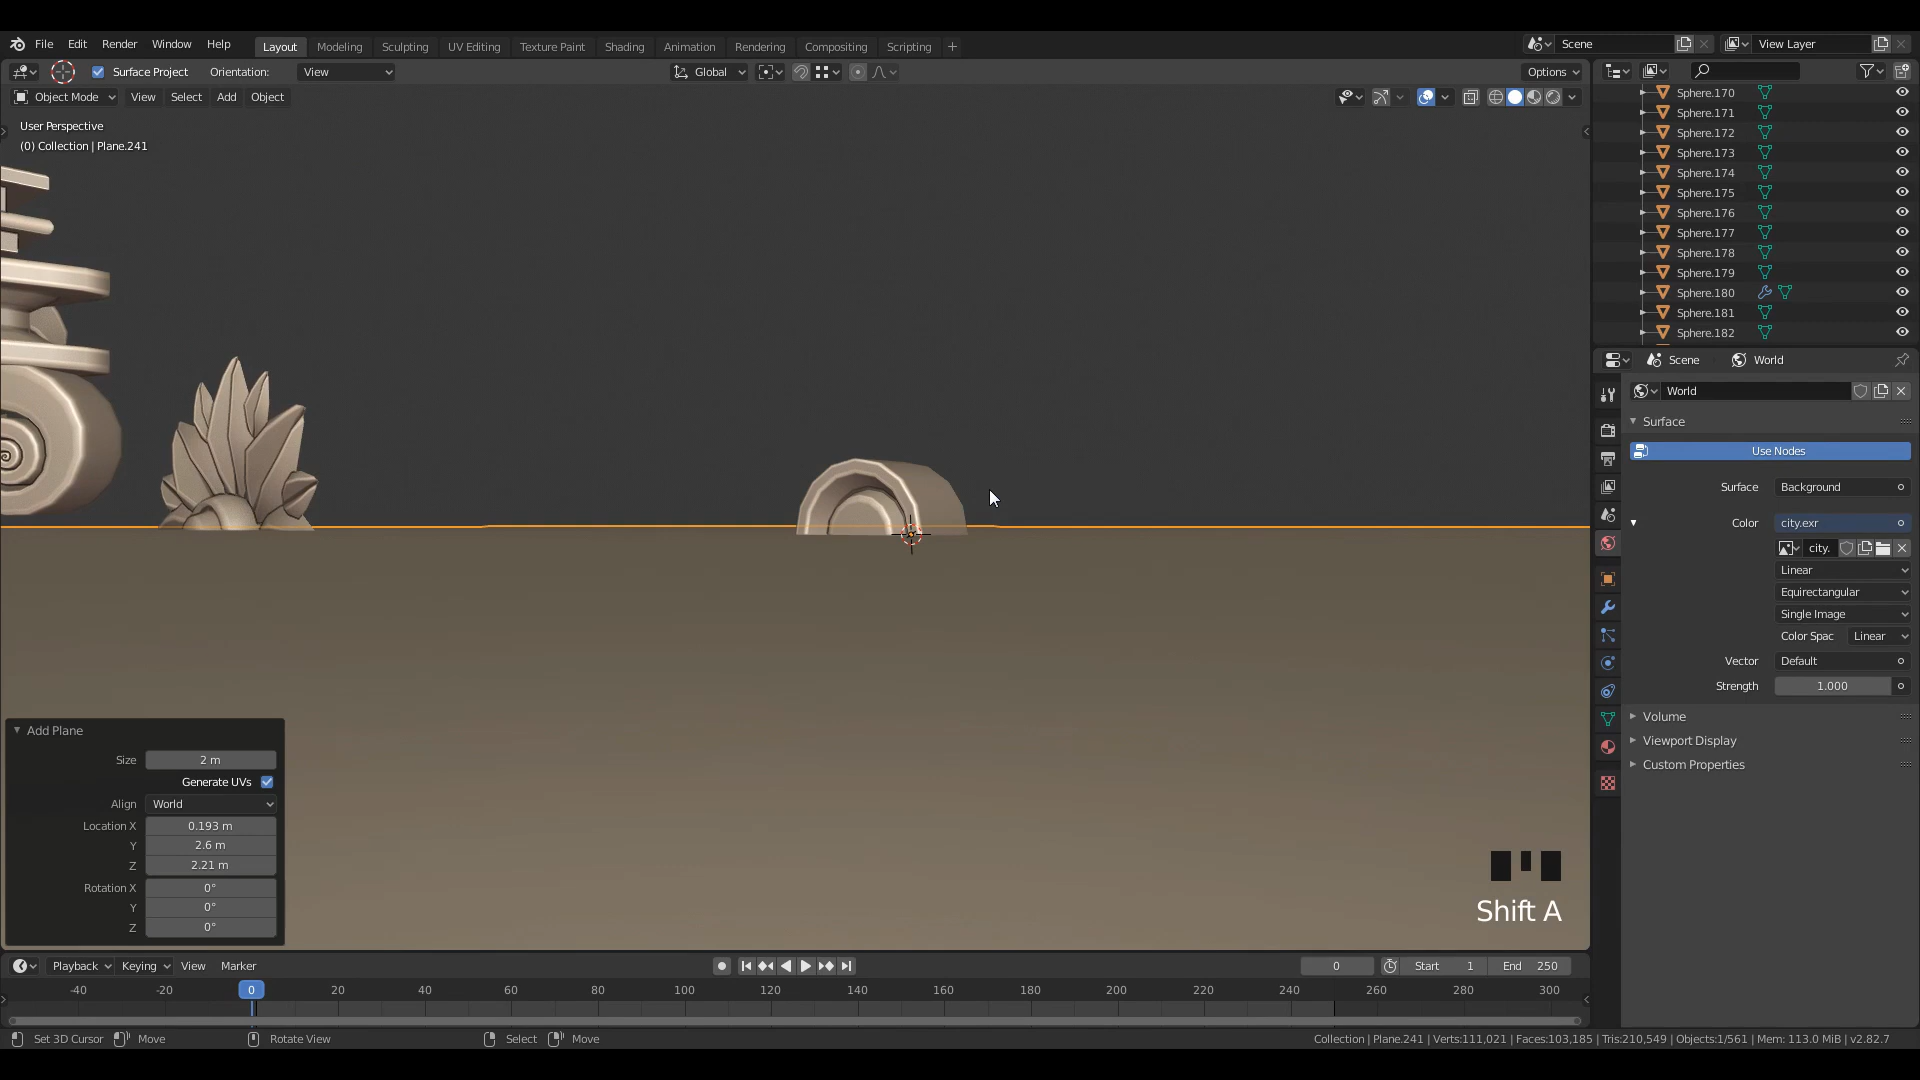 File Edit Render Window Help Layout Modeling Sculpting UV Editing Texture Paint Shading Animation Rendering Compositing Scripting + Scene View Layer
Surface Project Orientation: View Global Options
Object Mode View Select Add Object
User Perspective
(0) Collection | Plane.241
Sphere.170
Sphere.171
Sphere.172
Sphere.173
Sphere.174
Sphere.175
Sphere.176
Sphere.177
Sphere.178
Sphere.179
Sphere.180
Sphere.181
Sphere.182
Scene World
World
Surface
Use Nodes
Surface Background
Color city.exr
city.
Linear
Equirectangular
Single Image
Color Spac Linear
Vector Default
Strength 1.000
Volume
Viewport Display
Custom Properties
Add Plane
Size 2 m
Generate UVs
Align World
Location X 0.193 m
Y 2.6 m
Z 2.21 m
Rotation X 0°
Y 0°
Z 0°
Shift A
Playback Keying View Marker 0 Start 1 End 250
-40 -20 0 20 40 60 80 100 120 140 160 180 200 220 240 260 280 300
Set 3D Cursor Move Rotate View Select Move Collection | Plane.241 | Verts:111,021 | Faces:103,185 | Tris:210,549 | Objects:1/561 | Mem: 113.0 MiB | v2.82.7